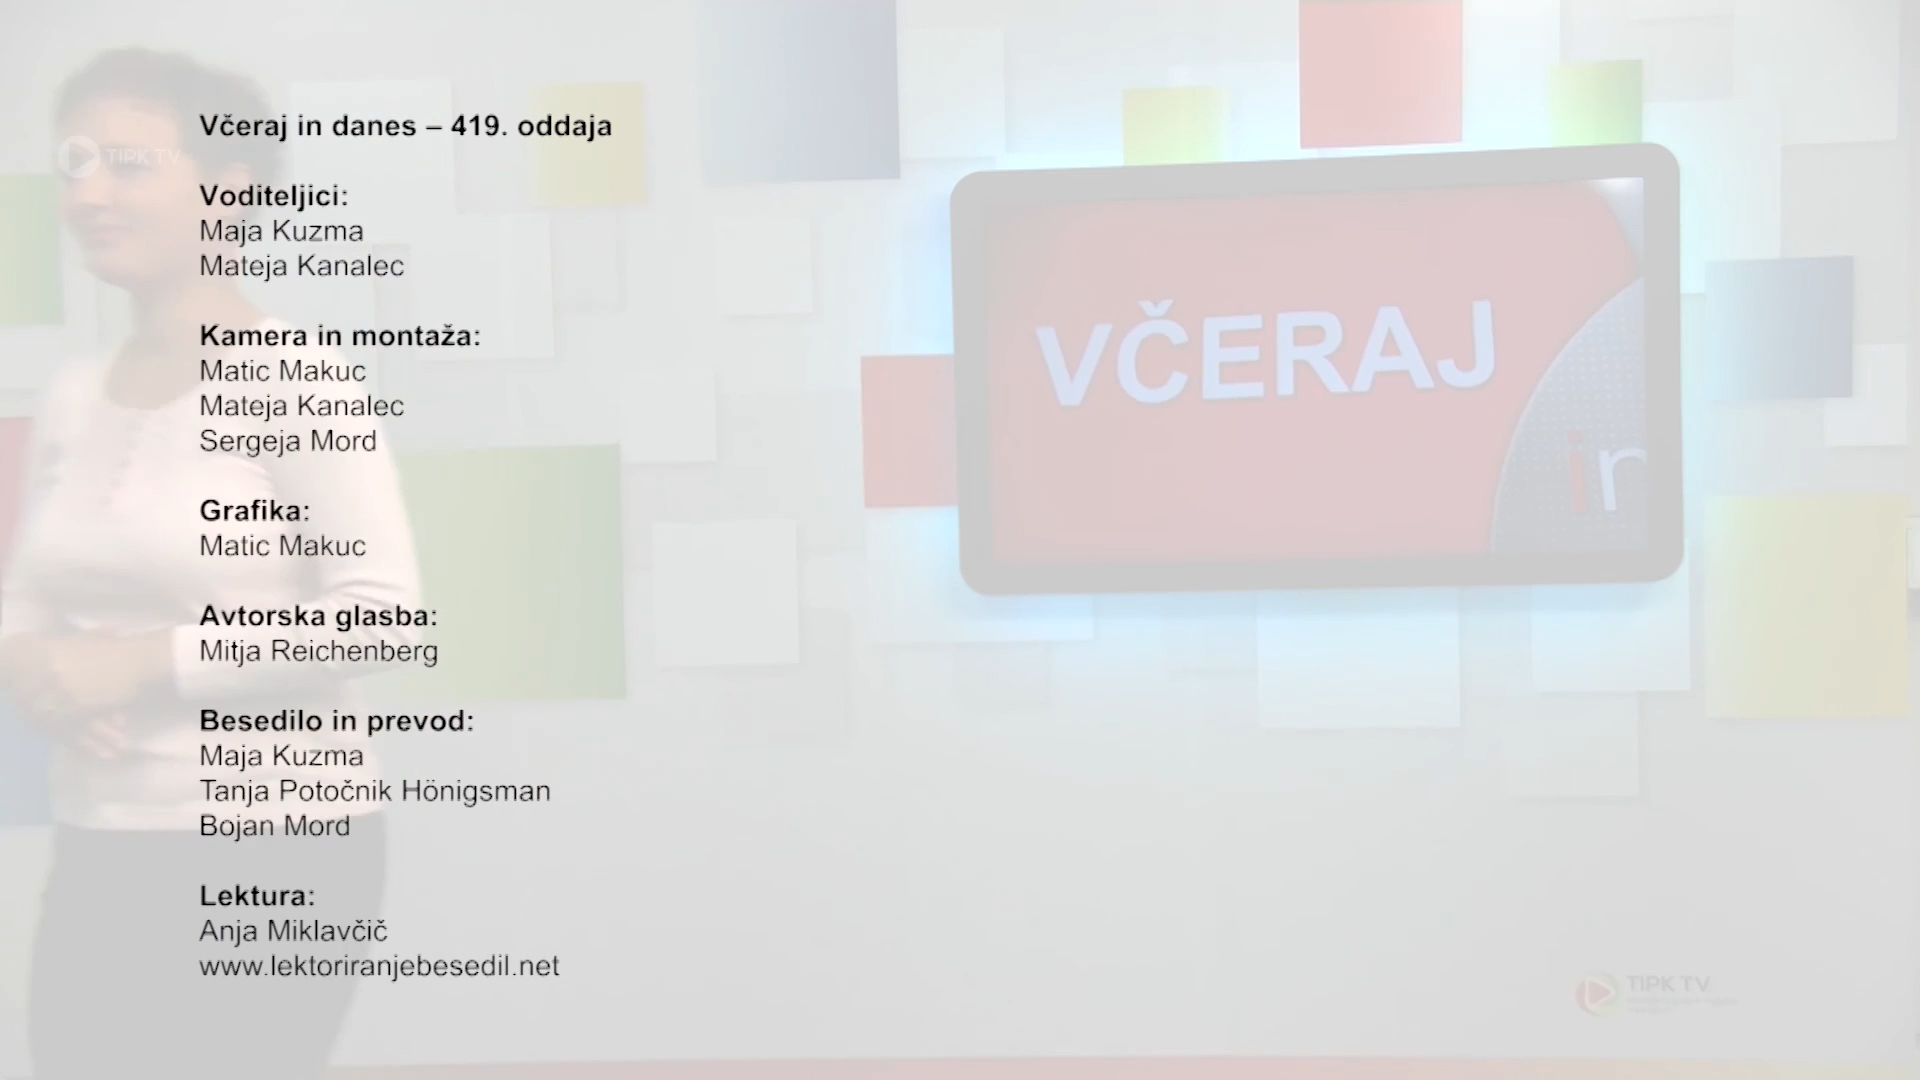 Včeraj in danes – 419. oddaja
Voditeljici:
Maja Kuzma
Mateja Kanalec
Kamera in montaža:
Matic Makuc
Mateja Kanalec
Sergeja Mord
Grafika:
Matic Makuc
Avtorska glasba:
Mitja Reichenberg
Besedilo in prevod:
Maja Kuzma
Tanja Potočnik Hönigsman
Bojan Mord
Lektura:
Anja Miklavčič
www.lektoriranjebesedil.net
TIPK TV
VČERAJ
in
TIPK TV